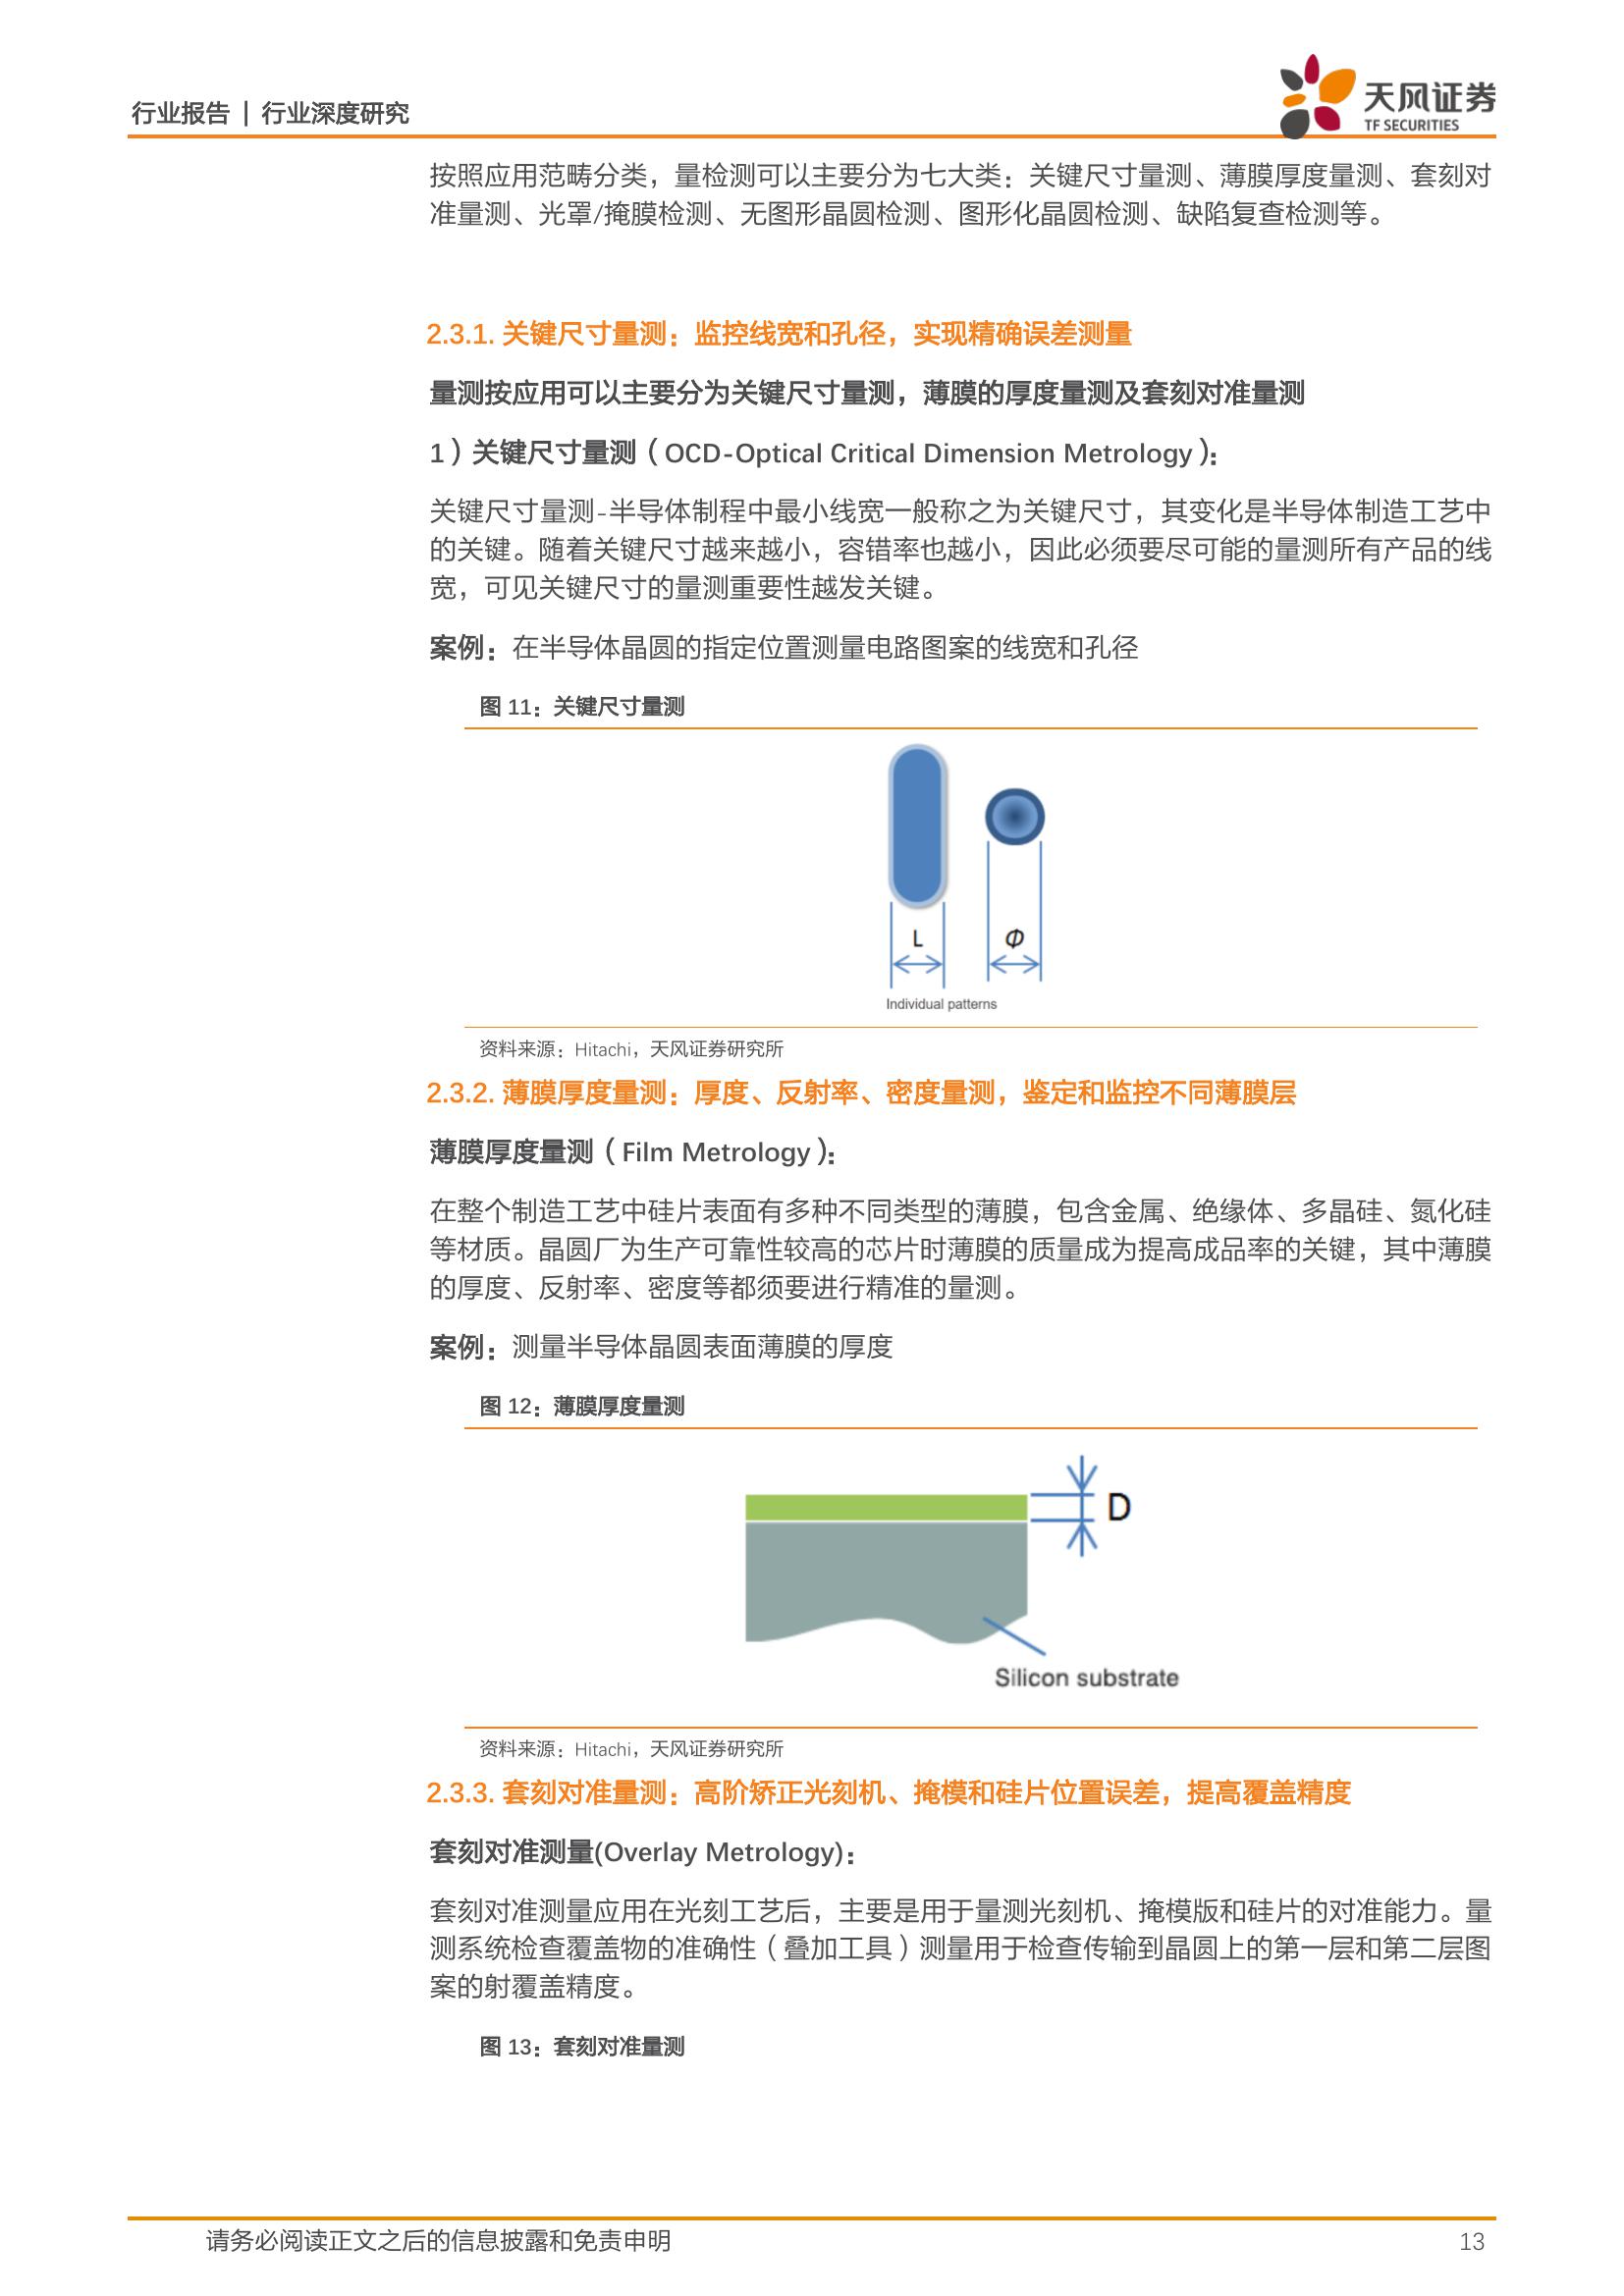 行业报告 | 行业深度研究
天风证券
TF SECURITIES
按照应用范畴分类，量检测可以主要分为七大类：关键尺寸量测、薄膜厚度量测、套刻对
准量测、光罩/掩膜检测、无图形晶圆检测、图形化晶圆检测、缺陷复查检测等。
2.3.1. 关键尺寸量测：监控线宽和孔径，实现精确误差测量
量测按应用可以主要分为关键尺寸量测，薄膜的厚度量测及套刻对准量测
1）关键尺寸量测（OCD-Optical Critical Dimension Metrology）：
关键尺寸量测-半导体制程中最小线宽一般称之为关键尺寸，其变化是半导体制造工艺中
的关键。随着关键尺寸越来越小，容错率也越小，因此必须要尽可能的量测所有产品的线
宽，可见关键尺寸的量测重要性越发关键。
案例：在半导体晶圆的指定位置测量电路图案的线宽和孔径
图 11：关键尺寸量测
L Φ
Individual patterns
资料来源：Hitachi，天风证券研究所
2.3.2. 薄膜厚度量测：厚度、反射率、密度量测，鉴定和监控不同薄膜层
薄膜厚度量测（Film Metrology）：
在整个制造工艺中硅片表面有多种不同类型的薄膜，包含金属、绝缘体、多晶硅、氮化硅
等材质。晶圆厂为生产可靠性较高的芯片时薄膜的质量成为提高成品率的关键，其中薄膜
的厚度、反射率、密度等都须要进行精准的量测。
案例：测量半导体晶圆表面薄膜的厚度
图 12：薄膜厚度量测
D
Silicon substrate
资料来源：Hitachi，天风证券研究所
2.3.3. 套刻对准量测：高阶矫正光刻机、掩模和硅片位置误差，提高覆盖精度
套刻对准测量(Overlay Metrology)：
套刻对准测量应用在光刻工艺后，主要是用于量测光刻机、掩模版和硅片的对准能力。量
测系统检查覆盖物的准确性（叠加工具）测量用于检查传输到晶圆上的第一层和第二层图
案的射覆盖精度。
图 13：套刻对准量测
请务必阅读正文之后的信息披露和免责申明
13